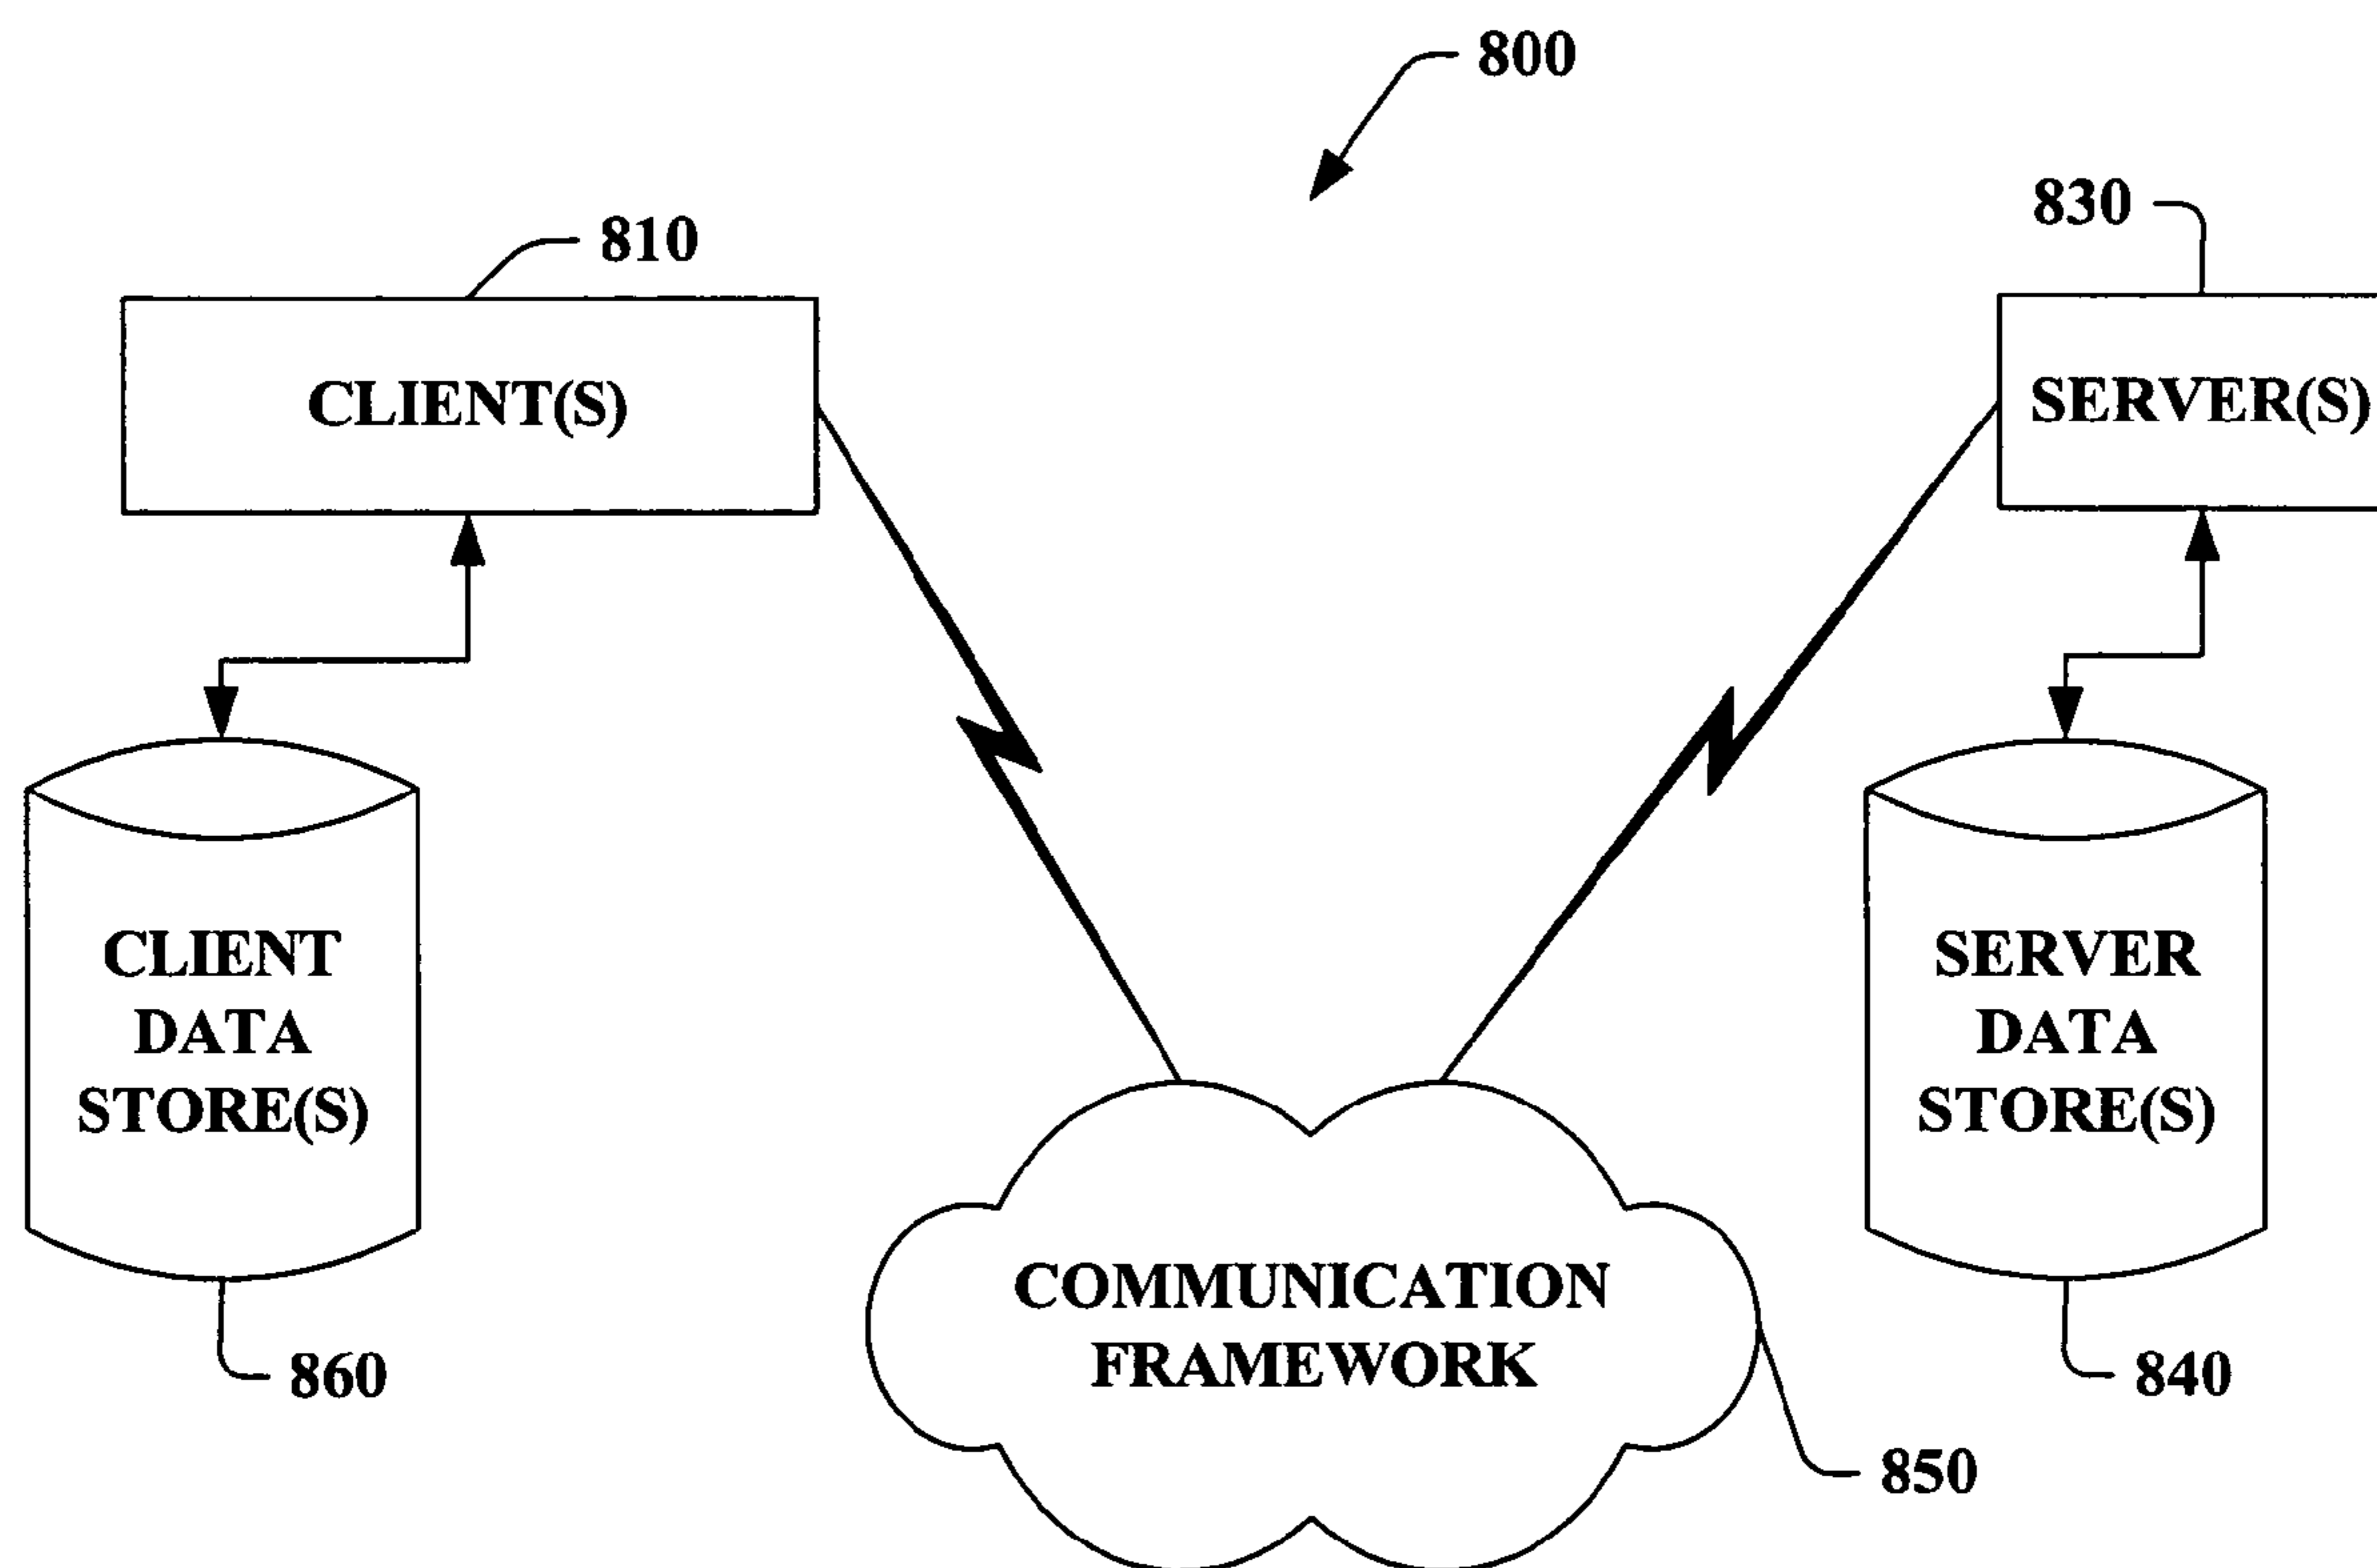 800
810
830
CLIENT(S)
SERVER(S)
CLIENT
DATA
STORE(S)
SERVER
DATA
STORE(S)
COMMUNICATION
FRAMEWORK
860
840
850